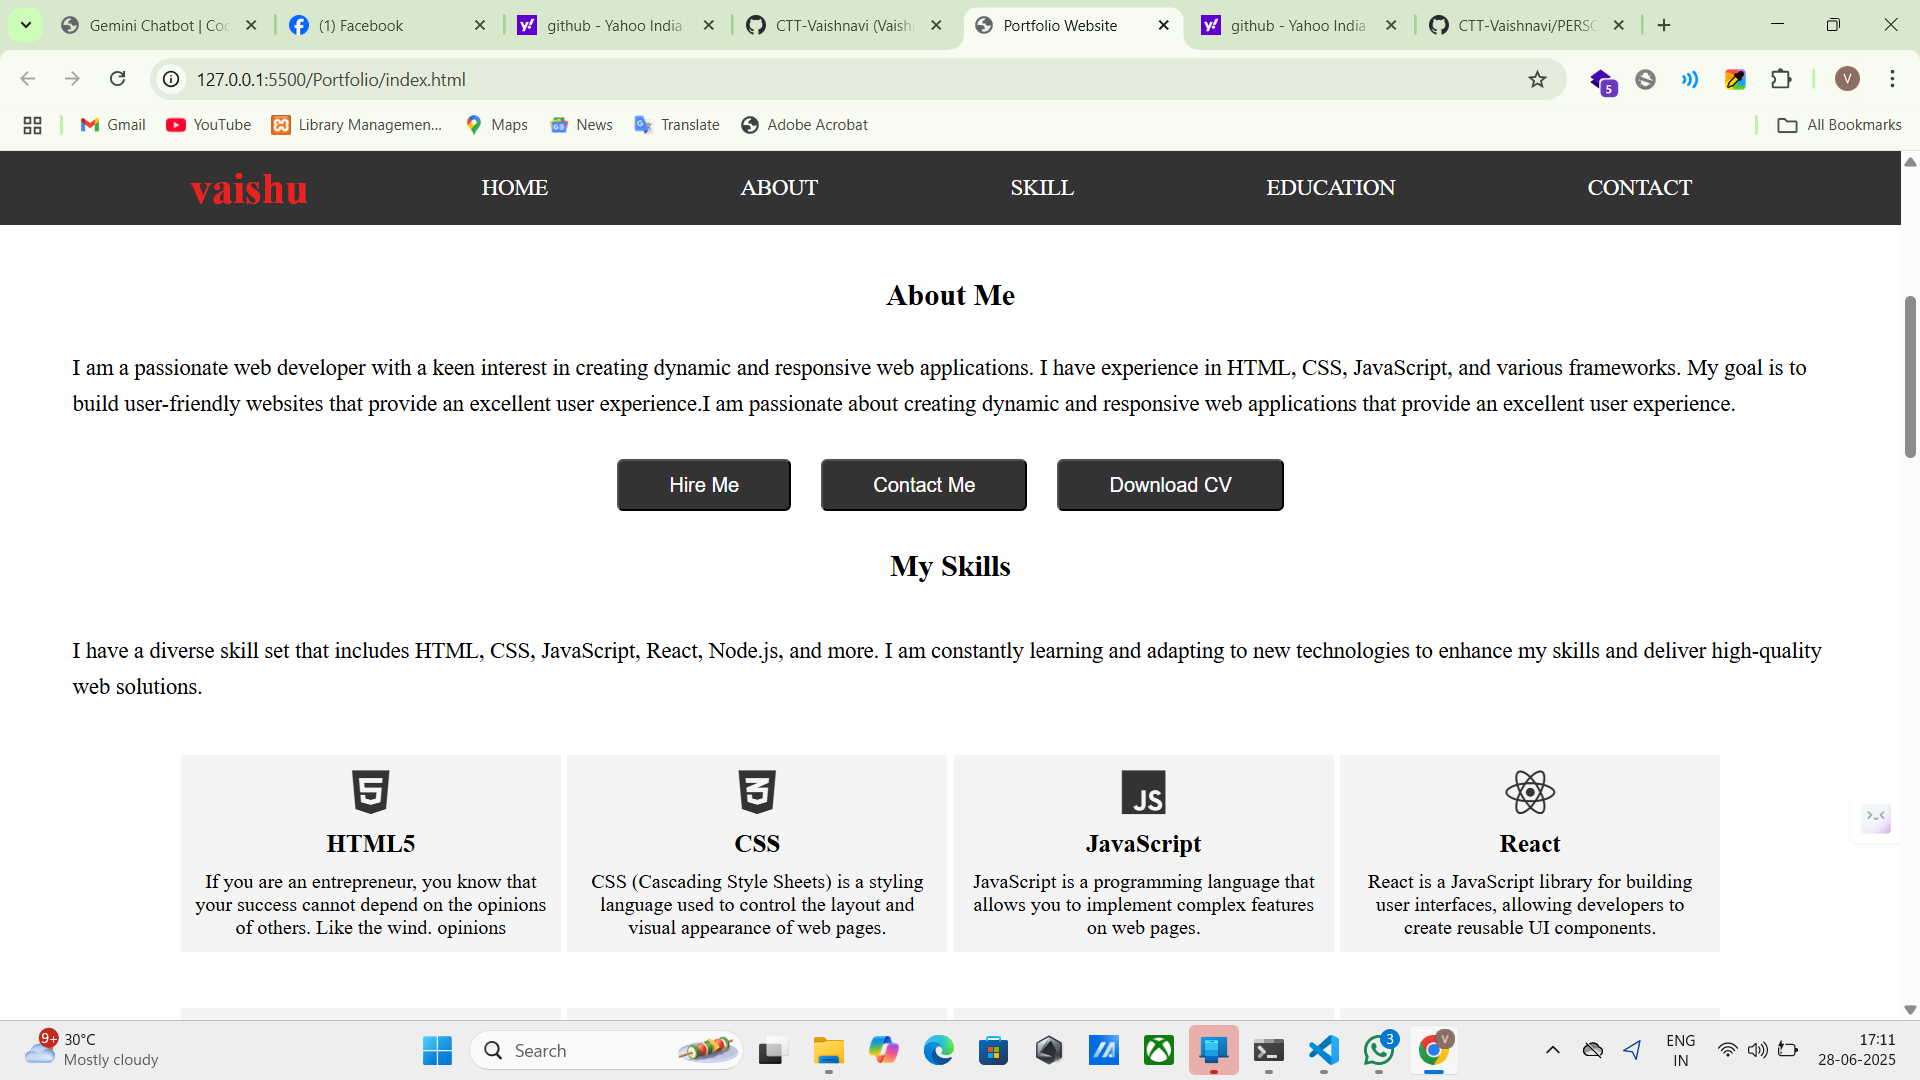 Gemini Chatbot | Coc
(1) Facebook
github - Yahoo India
CTT-Vaishnavi (Vaish
Portfolio Website
github - Yahoo India
CTT-Vaishnavi/PERSO
127.0.0.1:5500/Portfolio/index.html
5
V
Gmail
YouTube
Library Managemen...
Maps
News
Translate
Adobe Acrobat
All Bookmarks
vaishu
HOME
ABOUT
SKILL
EDUCATION
CONTACT
About Me
I am a passionate web developer with a keen interest in creating dynamic and responsive web applications. I have experience in HTML, CSS, JavaScript, and various frameworks. My goal is to
build user-friendly websites that provide an excellent user experience.I am passionate about creating dynamic and responsive web applications that provide an excellent user experience.
Hire Me
Contact Me
Download CV
My Skills
I have a diverse skill set that includes HTML, CSS, JavaScript, React, Node.js, and more. I am constantly learning and adapting to new technologies to enhance my skills and deliver high-quality
web solutions.
5
HTML5
If you are an entrepreneur, you know that
your success cannot depend on the opinions
of others. Like the wind. opinions
3
CSS
CSS (Cascading Style Sheets) is a styling
language used to control the layout and
visual appearance of web pages.
JS
JavaScript
JavaScript is a programming language that
allows you to implement complex features
on web pages.
React
React is a JavaScript library for building
user interfaces, allowing developers to
create reusable UI components.
9+
30°C
Mostly cloudy
Search
3
V
ENG
IN
17:11
28-06-2025